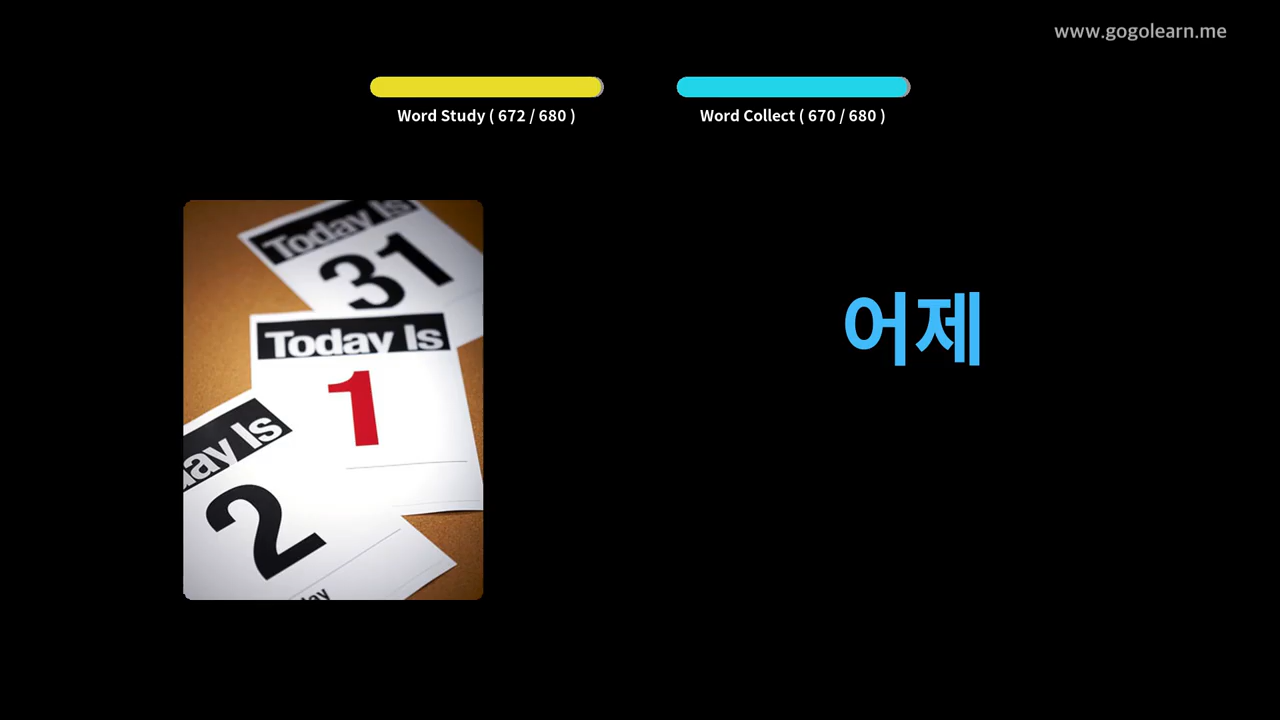 www.gogolearn.me
Word Study ( 672 / 680 )
Word Collect ( 670 / 680 )
Today Is
31
Today Is
1
ay Is
2
어제